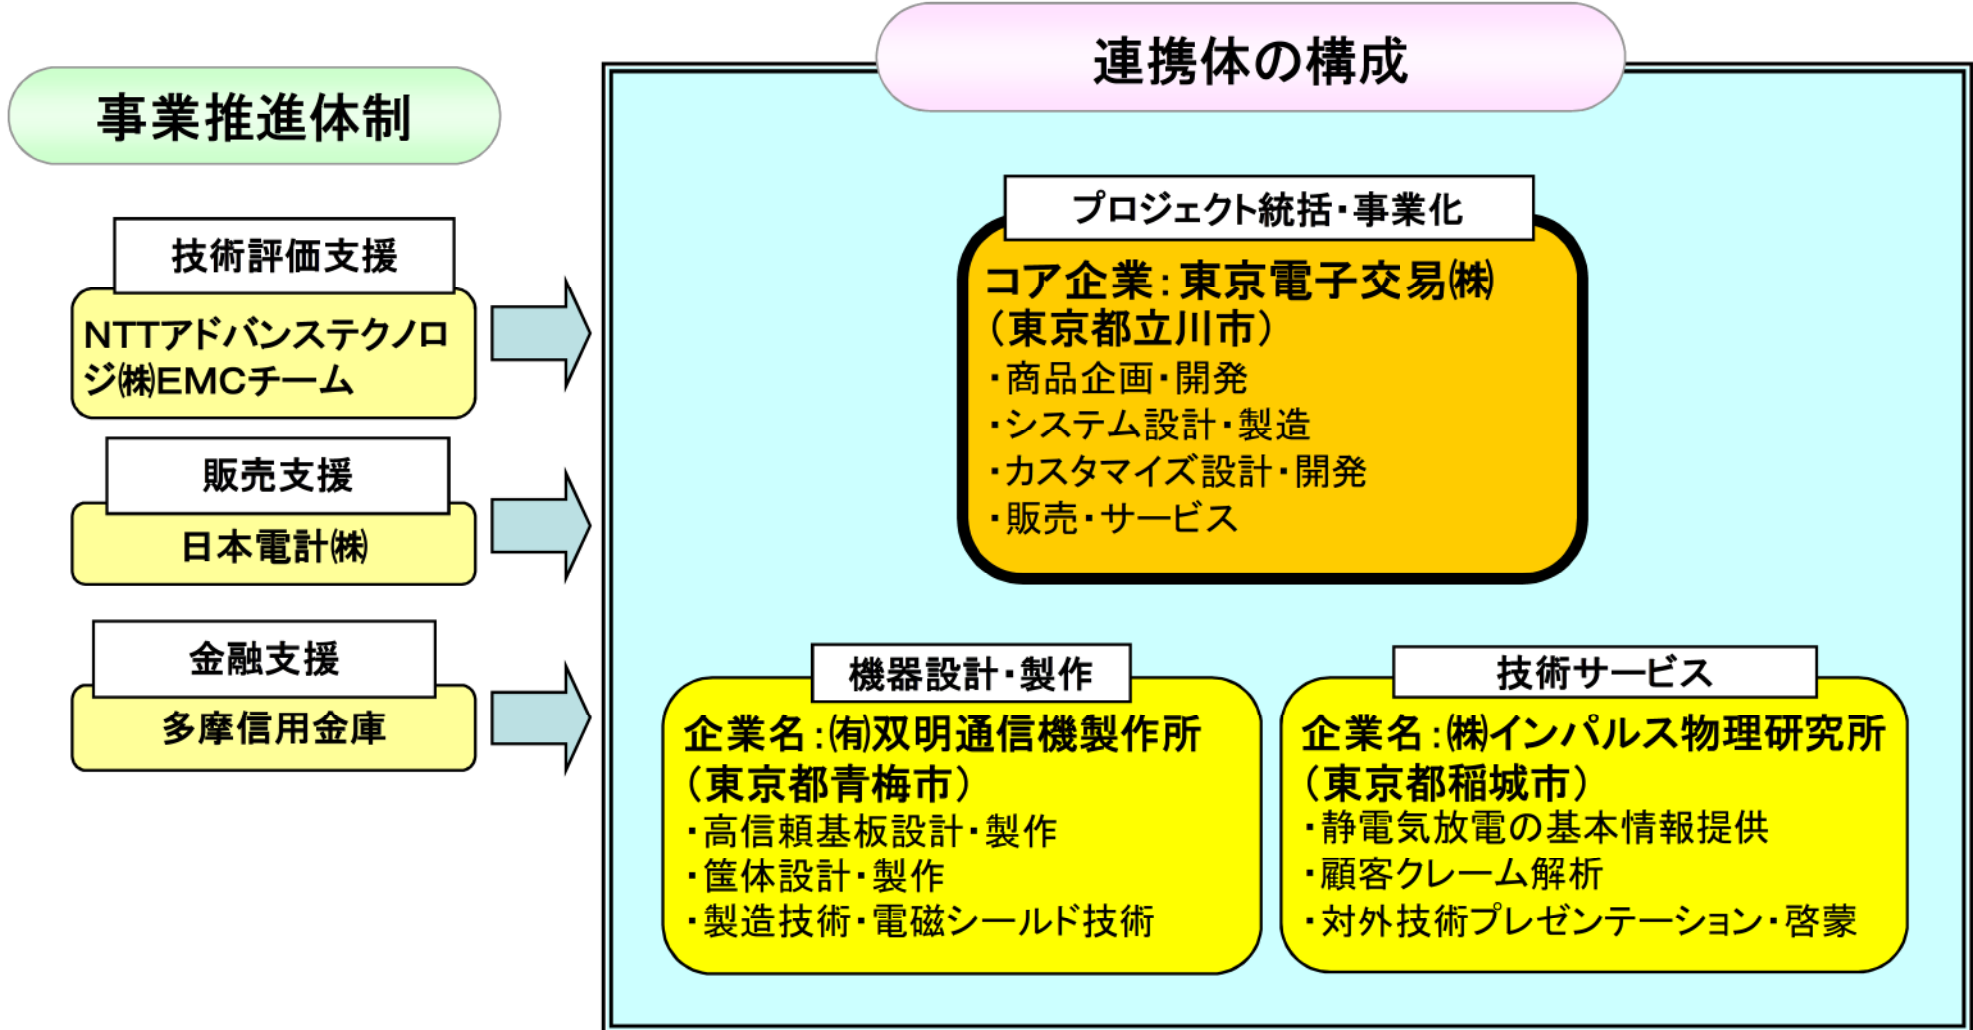 連携体の構成
事業推進体制
技術評価支援
NTTアドバンステクノロ
ジ㈱EMCチーム
販売支援
日本電計㈱
金融支援
多摩信用金庫
プロジェクト統括・事業化
コア企業：東京電子交易㈱
（東京都立川市）
・商品企画・開発
・システム設計・製造
・カスタマイズ設計・開発
・販売・サービス
機器設計・製作
企業名：㈲双明通信機製作所
（東京都青梅市）
・高信頼基板設計・製作
・筐体設計・製作
・製造技術・電磁シールド技術
技術サービス
企業名：㈱インパルス物理研究所
（東京都稲城市）
・静電気放電の基本情報提供
・顧客クレーム解析
・対外技術プレゼンテーション・啓蒙